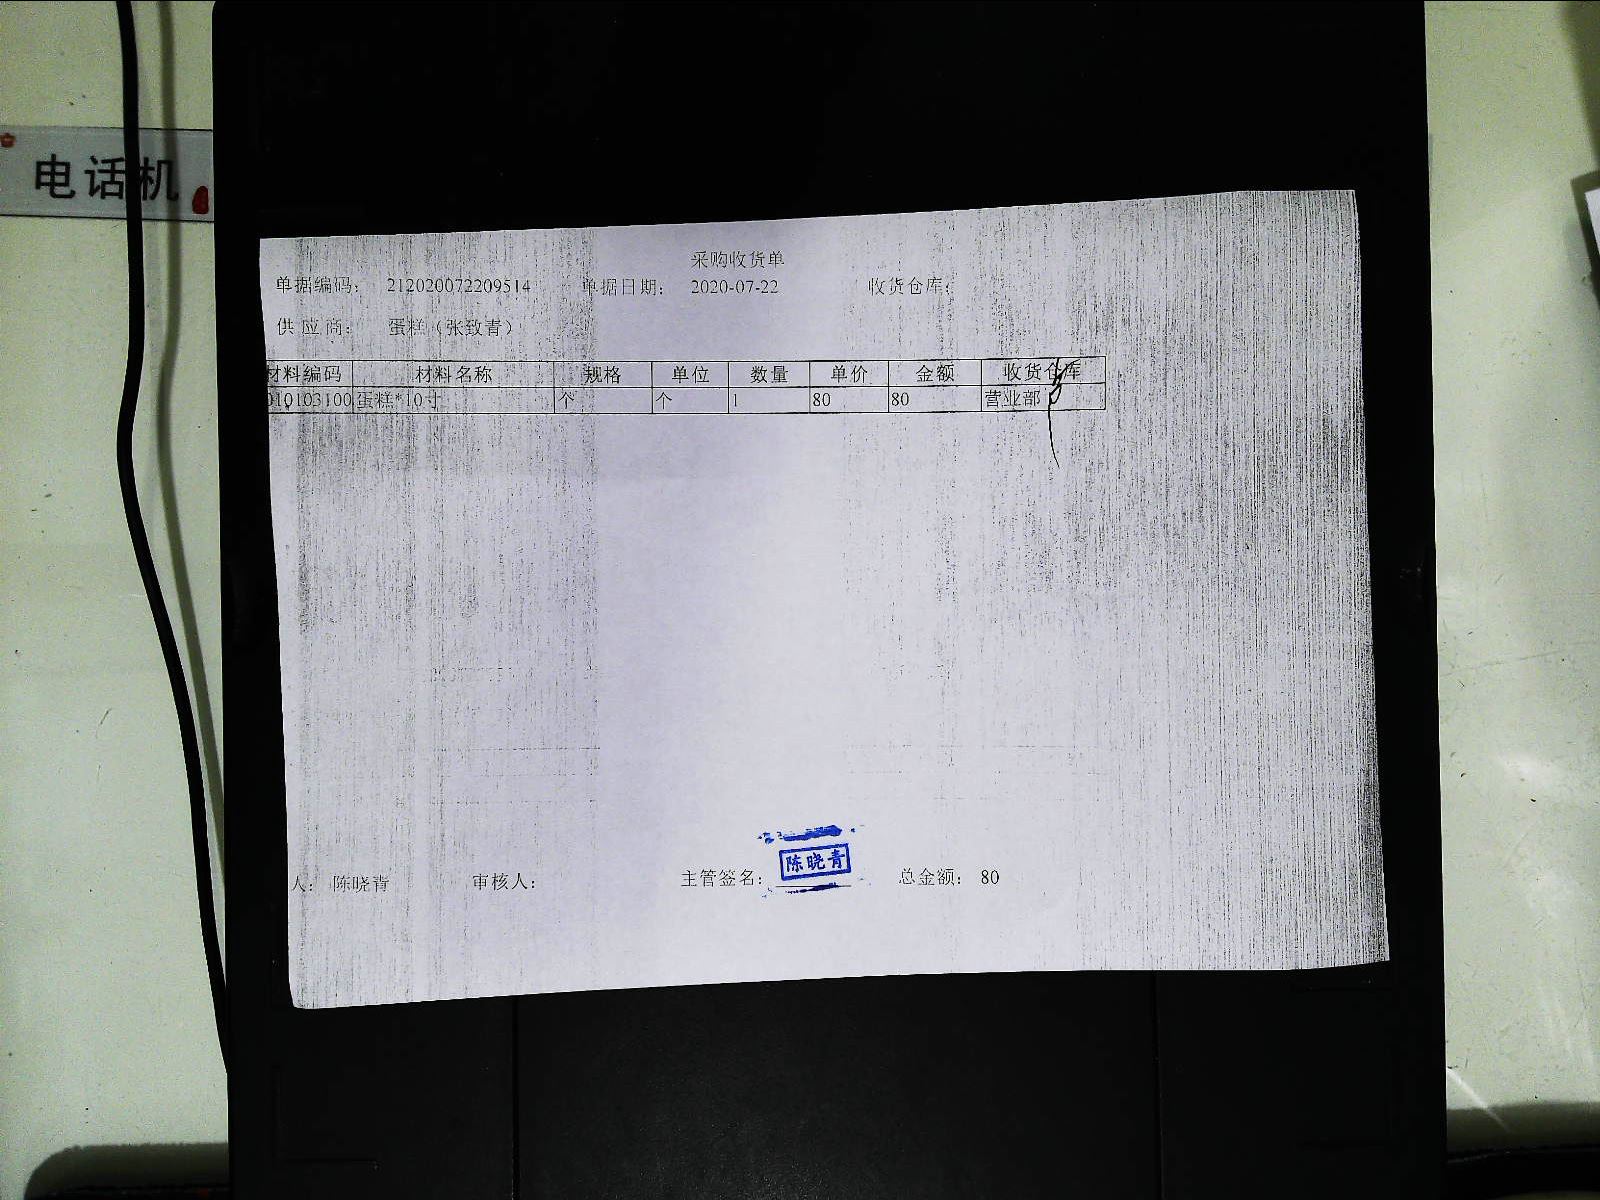 电话机
采购收货单
单据编码： 212020072209514 单据日期： 2020-07-22 收货仓库：
供应商： 蛋糕（张致青）
材料编码 材料名称 规格 单位 数量 单价 金额 收货仓库
010103100 蛋糕*10寸 个 个 1 80 80 营业部
人： 陈晓青 审核人： 主管签名： 陈晓青 总金额： 80